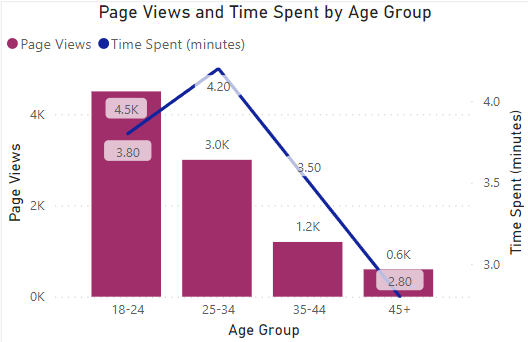 Page Views and Time Spent by Age Group
Page Views Time Spent (minutes)
4.5K
4.20
4K
4.0
3.80
3.0K
3.50
3.5
Page Views
Time Spent (minutes)
2K
1.2K
0.6K
3.0
2.80
0K
18-24 25-34 35-44 45+
Age Group